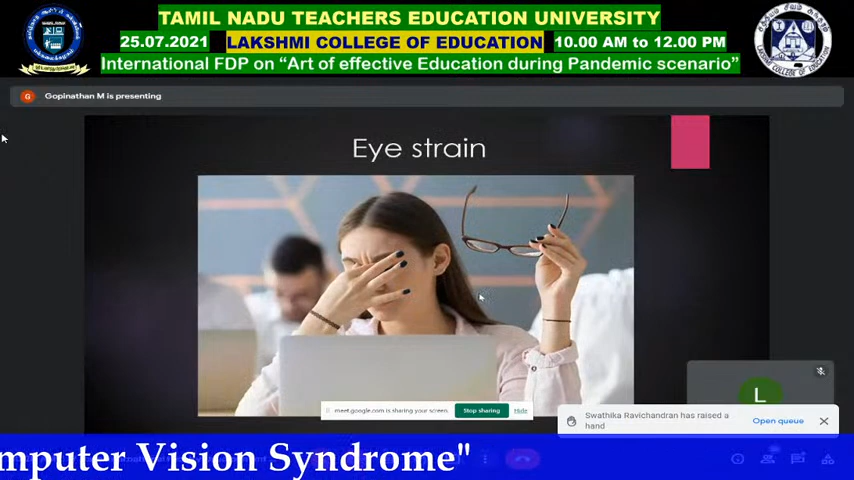 TAMIL NADU TEACHERS EDUCATION UNIVERSITY
25.07.2021 LAKSHMI COLLEGE OF EDUCATION 10.00 AM to 12.00 PM
International FDP on “Art of effective Education during Pandemic scenario”
G Gopinathan M is presenting
Eye strain
meet.google.com is sharing your screen. Stop sharing Hide
L
Swathika Ravichandran has raised a
hand
Open queue
mputer Vision Syndrome"